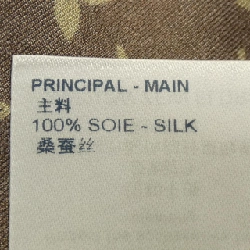 PRINCIPAL - MAIN
主料
100% SOIE - SILK
桑蚕丝